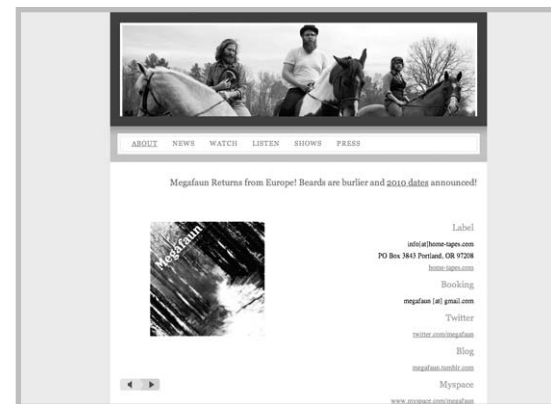 ABOUT NEWS WATCH LISTEN SHOWS PRESS
Megafaun Returns from Europe! Beards are burlier and 2010 dates announced!
Megafaun
Label
info[at]home-tapes.com
PO Box 3843 Portland, OR 97208
home-tapes.com
Booking
megafaun [at] gmail.com
Twitter
twitter.com/megafaun
Blog
megafaun.tumblr.com
Myspace
www.myspace.com/megafaun